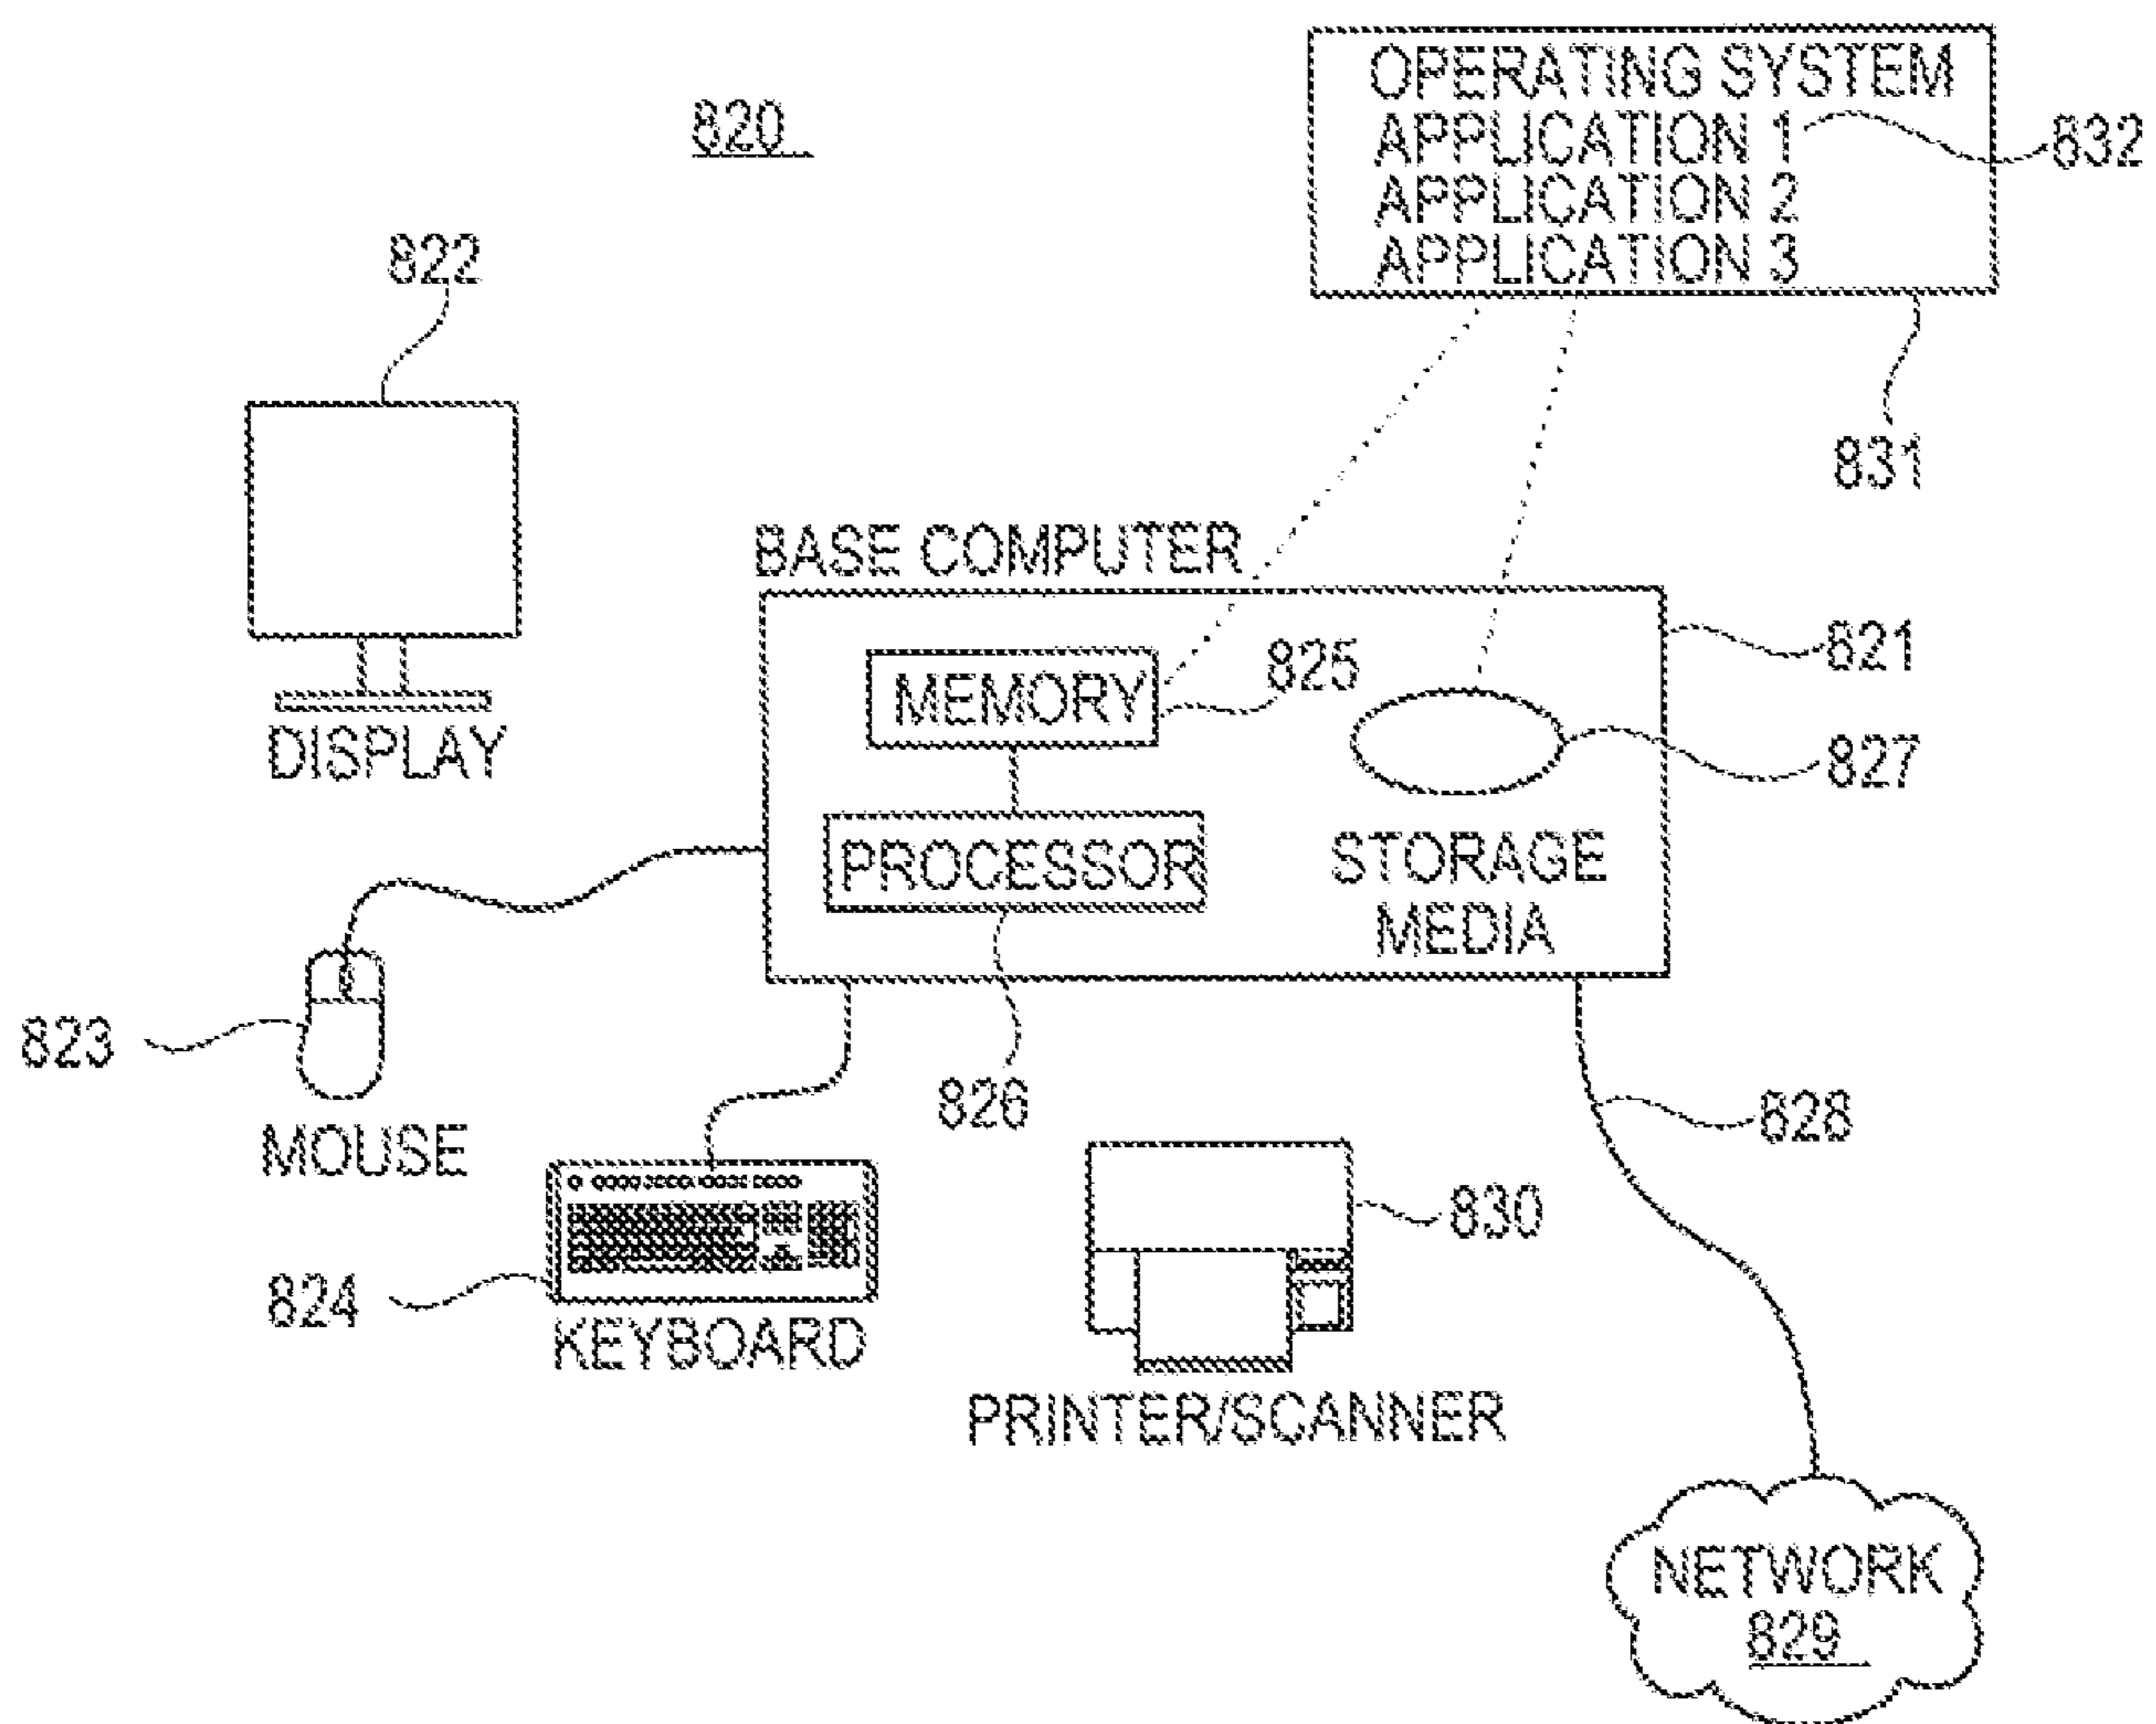 820
OPERATING SYSTEM
APPLICATION 1
832
APPLICATION 2
APPLICATION 3
822
831
BASE COMPUTER
821
MEMORY
825
DISPLAY
827
PROCESSOR
STORAGE
MEDIA
823
MOUSE
826
828
824
KEYBOARD
830
PRINTER/SCANNER
NETWORK
829